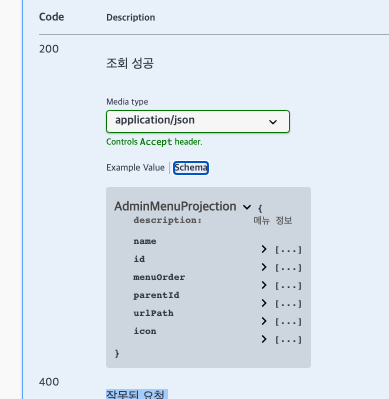 Code Description
200
조회 성공
Media type
application/json
Controls Accept header.
Example Value Schema
AdminMenuProjection {
description: 메뉴 정보
name [...]
id [...]
menuOrder [...]
parentId [...]
urlPath [...]
icon [...]
}
400
잘못된 요청